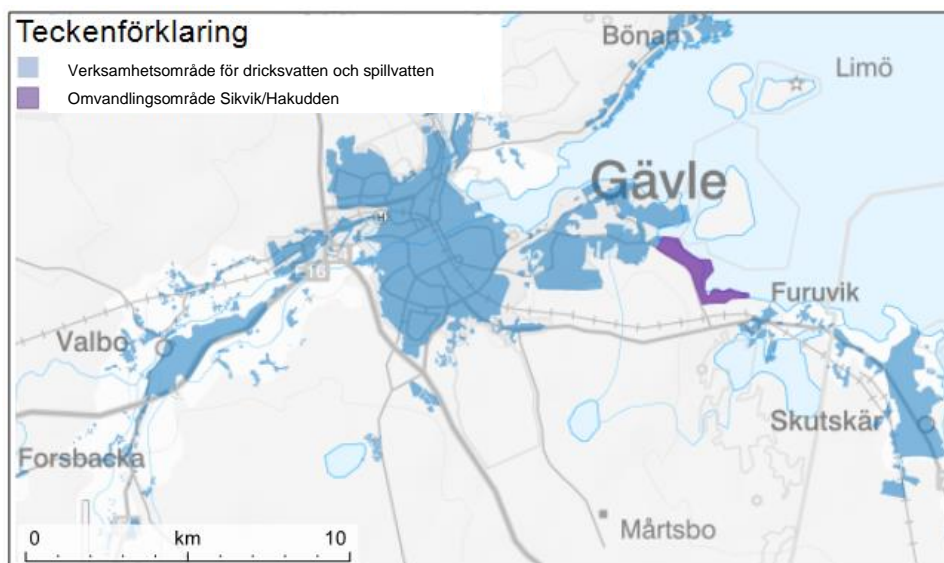 Teckenförklaring
Verksamhetsområde för dricksvatten och spillvatten
Omvandlingsområde Sikvik/Hakudden
Bönan
Limö
Gävle
H
E4
16
Furuvik
Valbo
Skutskär
Forsbacka
Mårtsbo
0 km 10